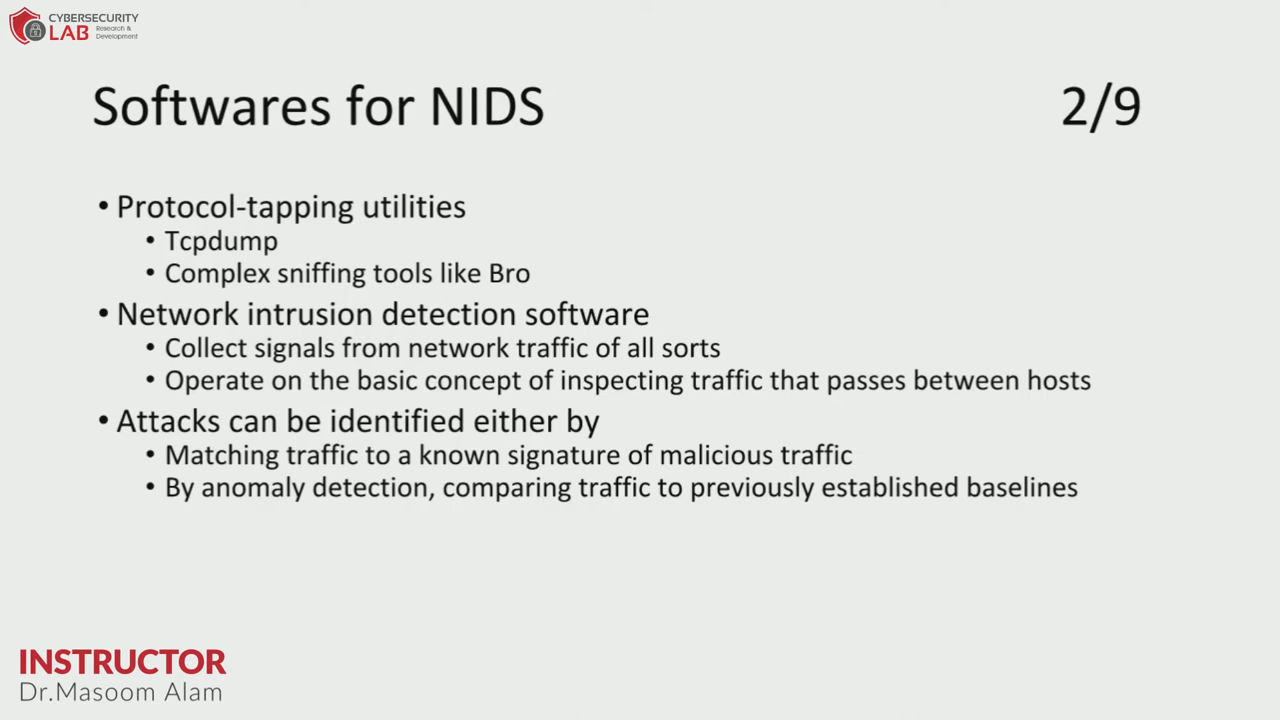 CYBERSECURITY
LAB Research &
Development
Softwares for NIDS 2/9
• Protocol-tapping utilities
• Tcpdump
• Complex sniffing tools like Bro
• Network intrusion detection software
• Collect signals from network traffic of all sorts
• Operate on the basic concept of inspecting traffic that passes between hosts
• Attacks can be identified either by
• Matching traffic to a known signature of malicious traffic
• By anomaly detection, comparing traffic to previously established baselines
INSTRUCTOR
Dr.Masoom Alam